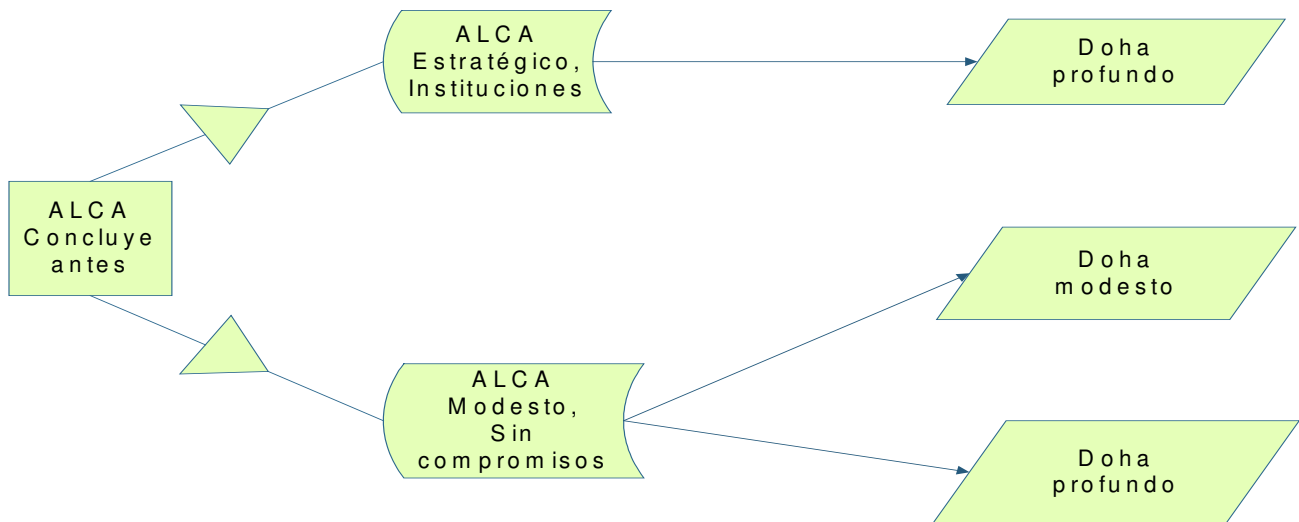 ALCA
Estratégico,
Instituciones
Doha
profundo
ALCA
Concluye
antes
Doha
modesto
ALCA
Modesto,
Sin
compromisos
Doha
profundo